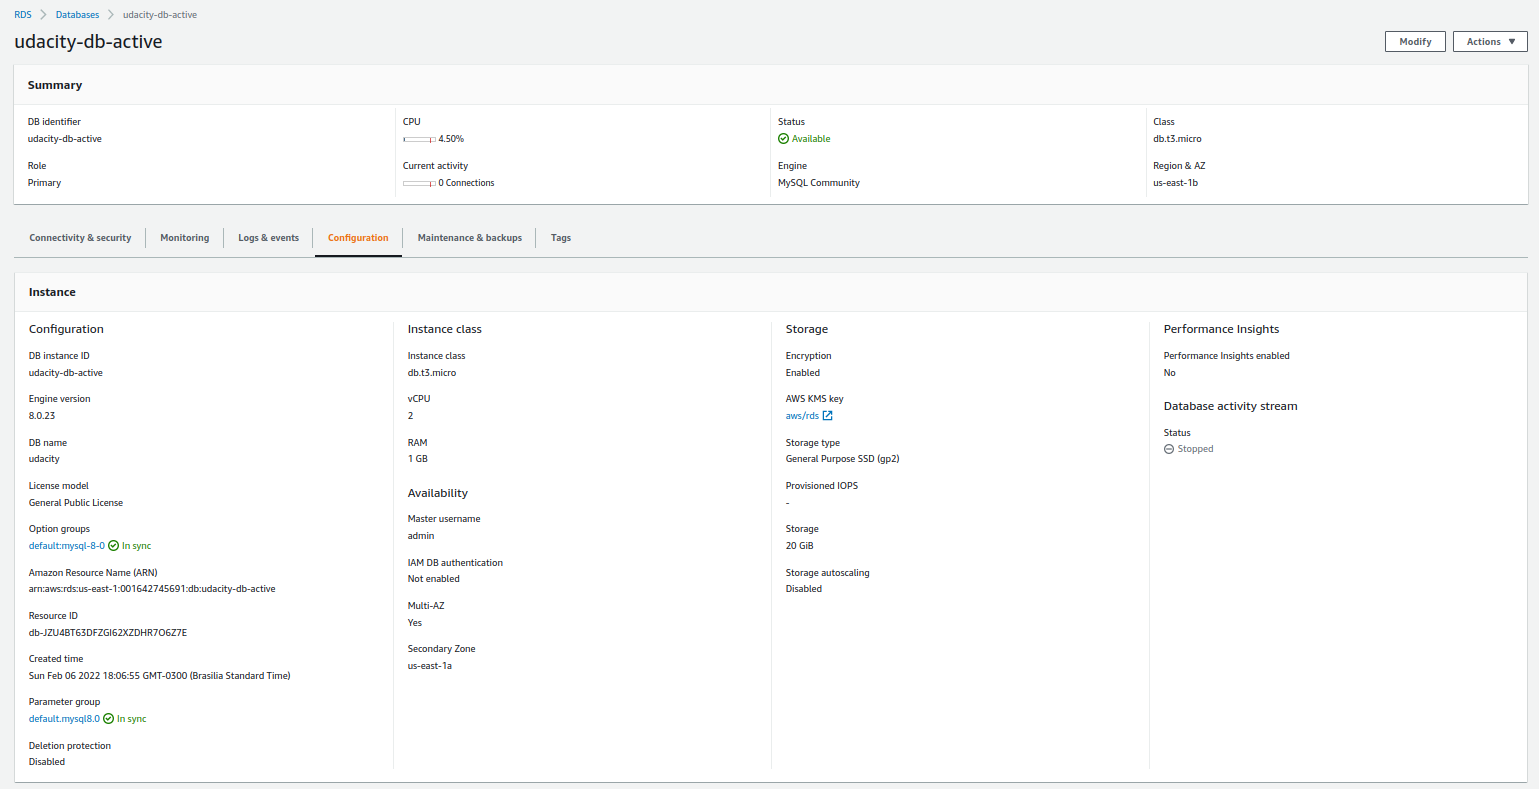 RDS > Databases > udacity-db-active
udacity-db-active
Modify
Actions
Summary
DB identifier
udacity-db-active
Role
Primary
CPU
4.50%
Current activity
0 Connections
Status
Available
Engine
MySQL Community
Class
db.t3.micro
Region & AZ
us-east-1b
Connectivity & security
Monitoring
Logs & events
Configuration
Maintenance & backups
Tags
Instance
Configuration
DB instance ID
udacity-db-active
Engine version
8.0.23
DB name
udacity
License model
General Public License
Option groups
default:mysql-8-0 In sync
Amazon Resource Name (ARN)
arn:aws:rds:us-east-1:001642745691:db:udacity-db-active
Resource ID
db-JZU4BT63DFZGI62XZDHR7O6Z7E
Created time
Sun Feb 06 2022 18:06:55 GMT-0300 (Brasilia Standard Time)
Parameter group
default.mysql8.0 In sync
Deletion protection
Disabled
Instance class
Instance class
db.t3.micro
vCPU
2
RAM
1 GB
Availability
Master username
admin
IAM DB authentication
Not enabled
Multi-AZ
Yes
Secondary Zone
us-east-1a
Storage
Encryption
Enabled
AWS KMS key
aws/rds
Storage type
General Purpose SSD (gp2)
Provisioned IOPS
-
Storage
20 GiB
Storage autoscaling
Disabled
Performance Insights
Performance Insights enabled
No
Database activity stream
Status
Stopped